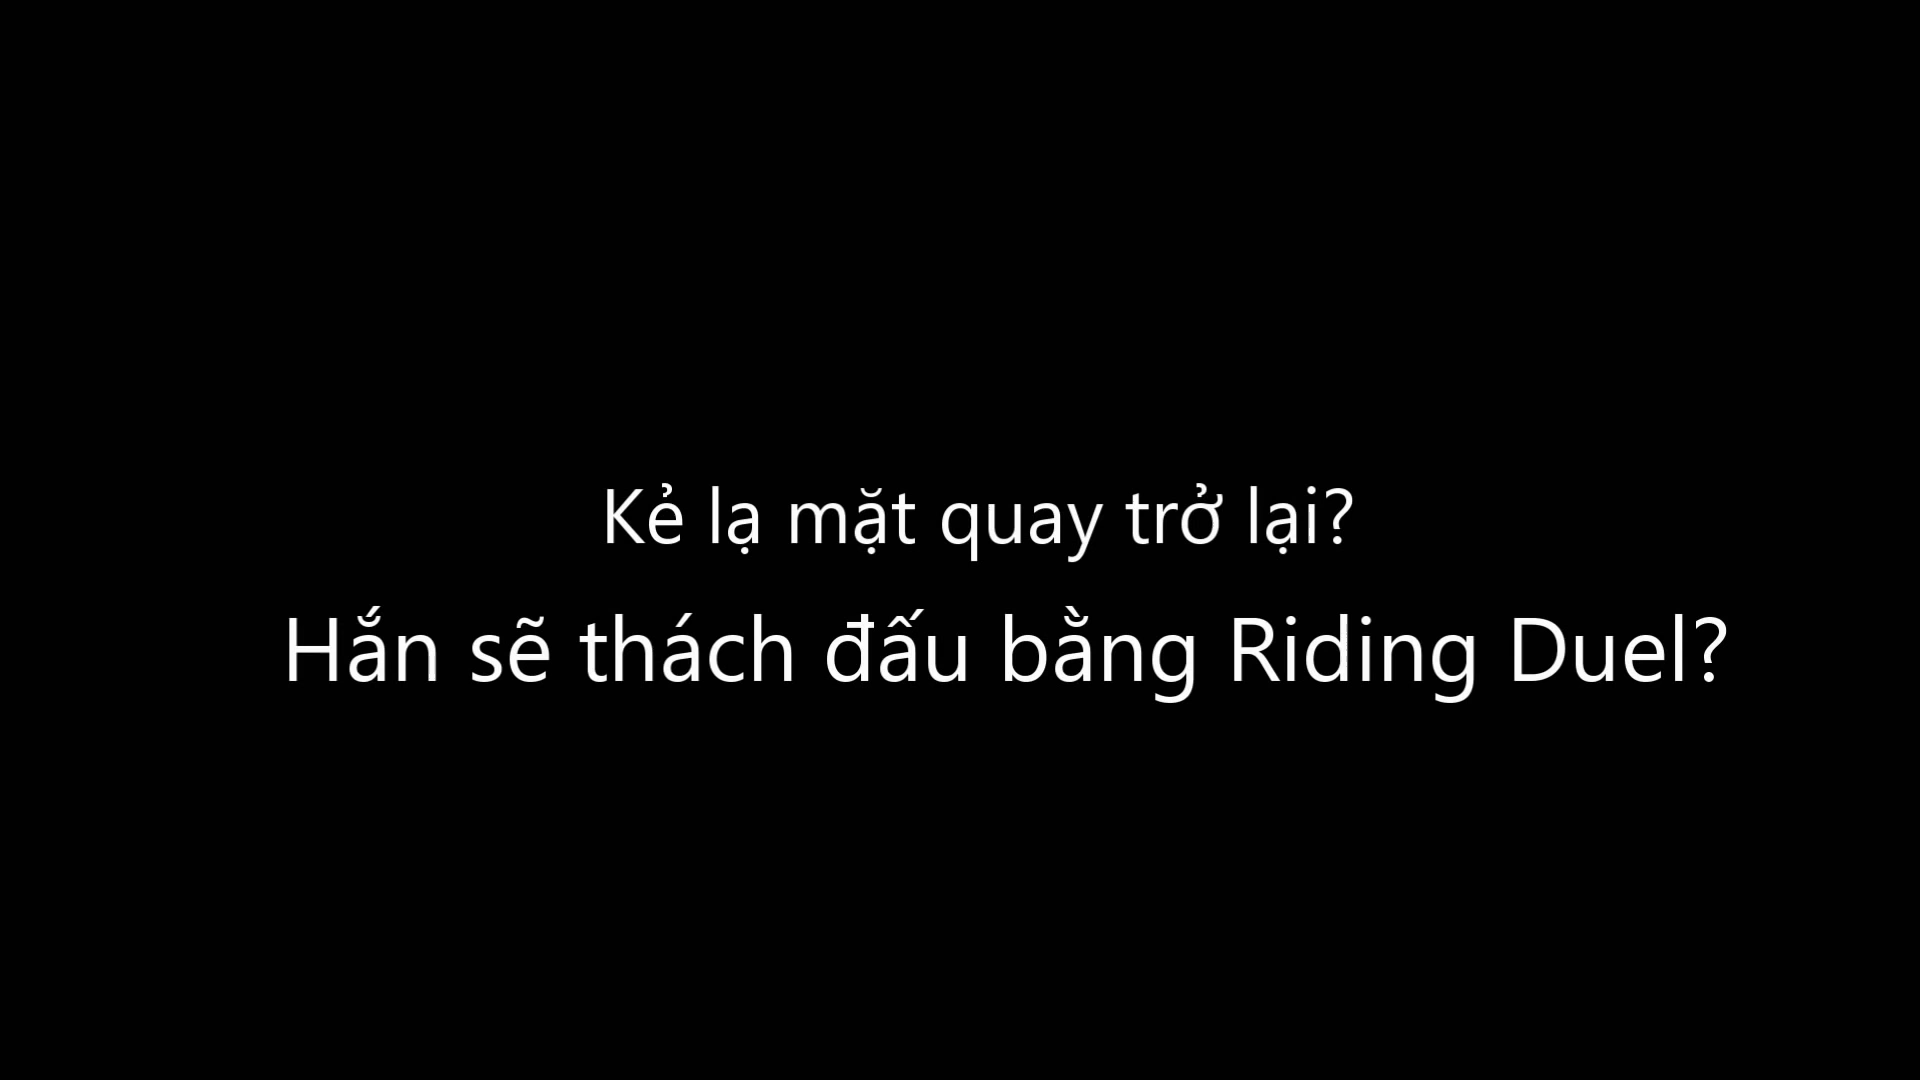 Kẻ lạ mặt quay trở lại?
Hắn sẽ thách đấu bằng Riding Duel?